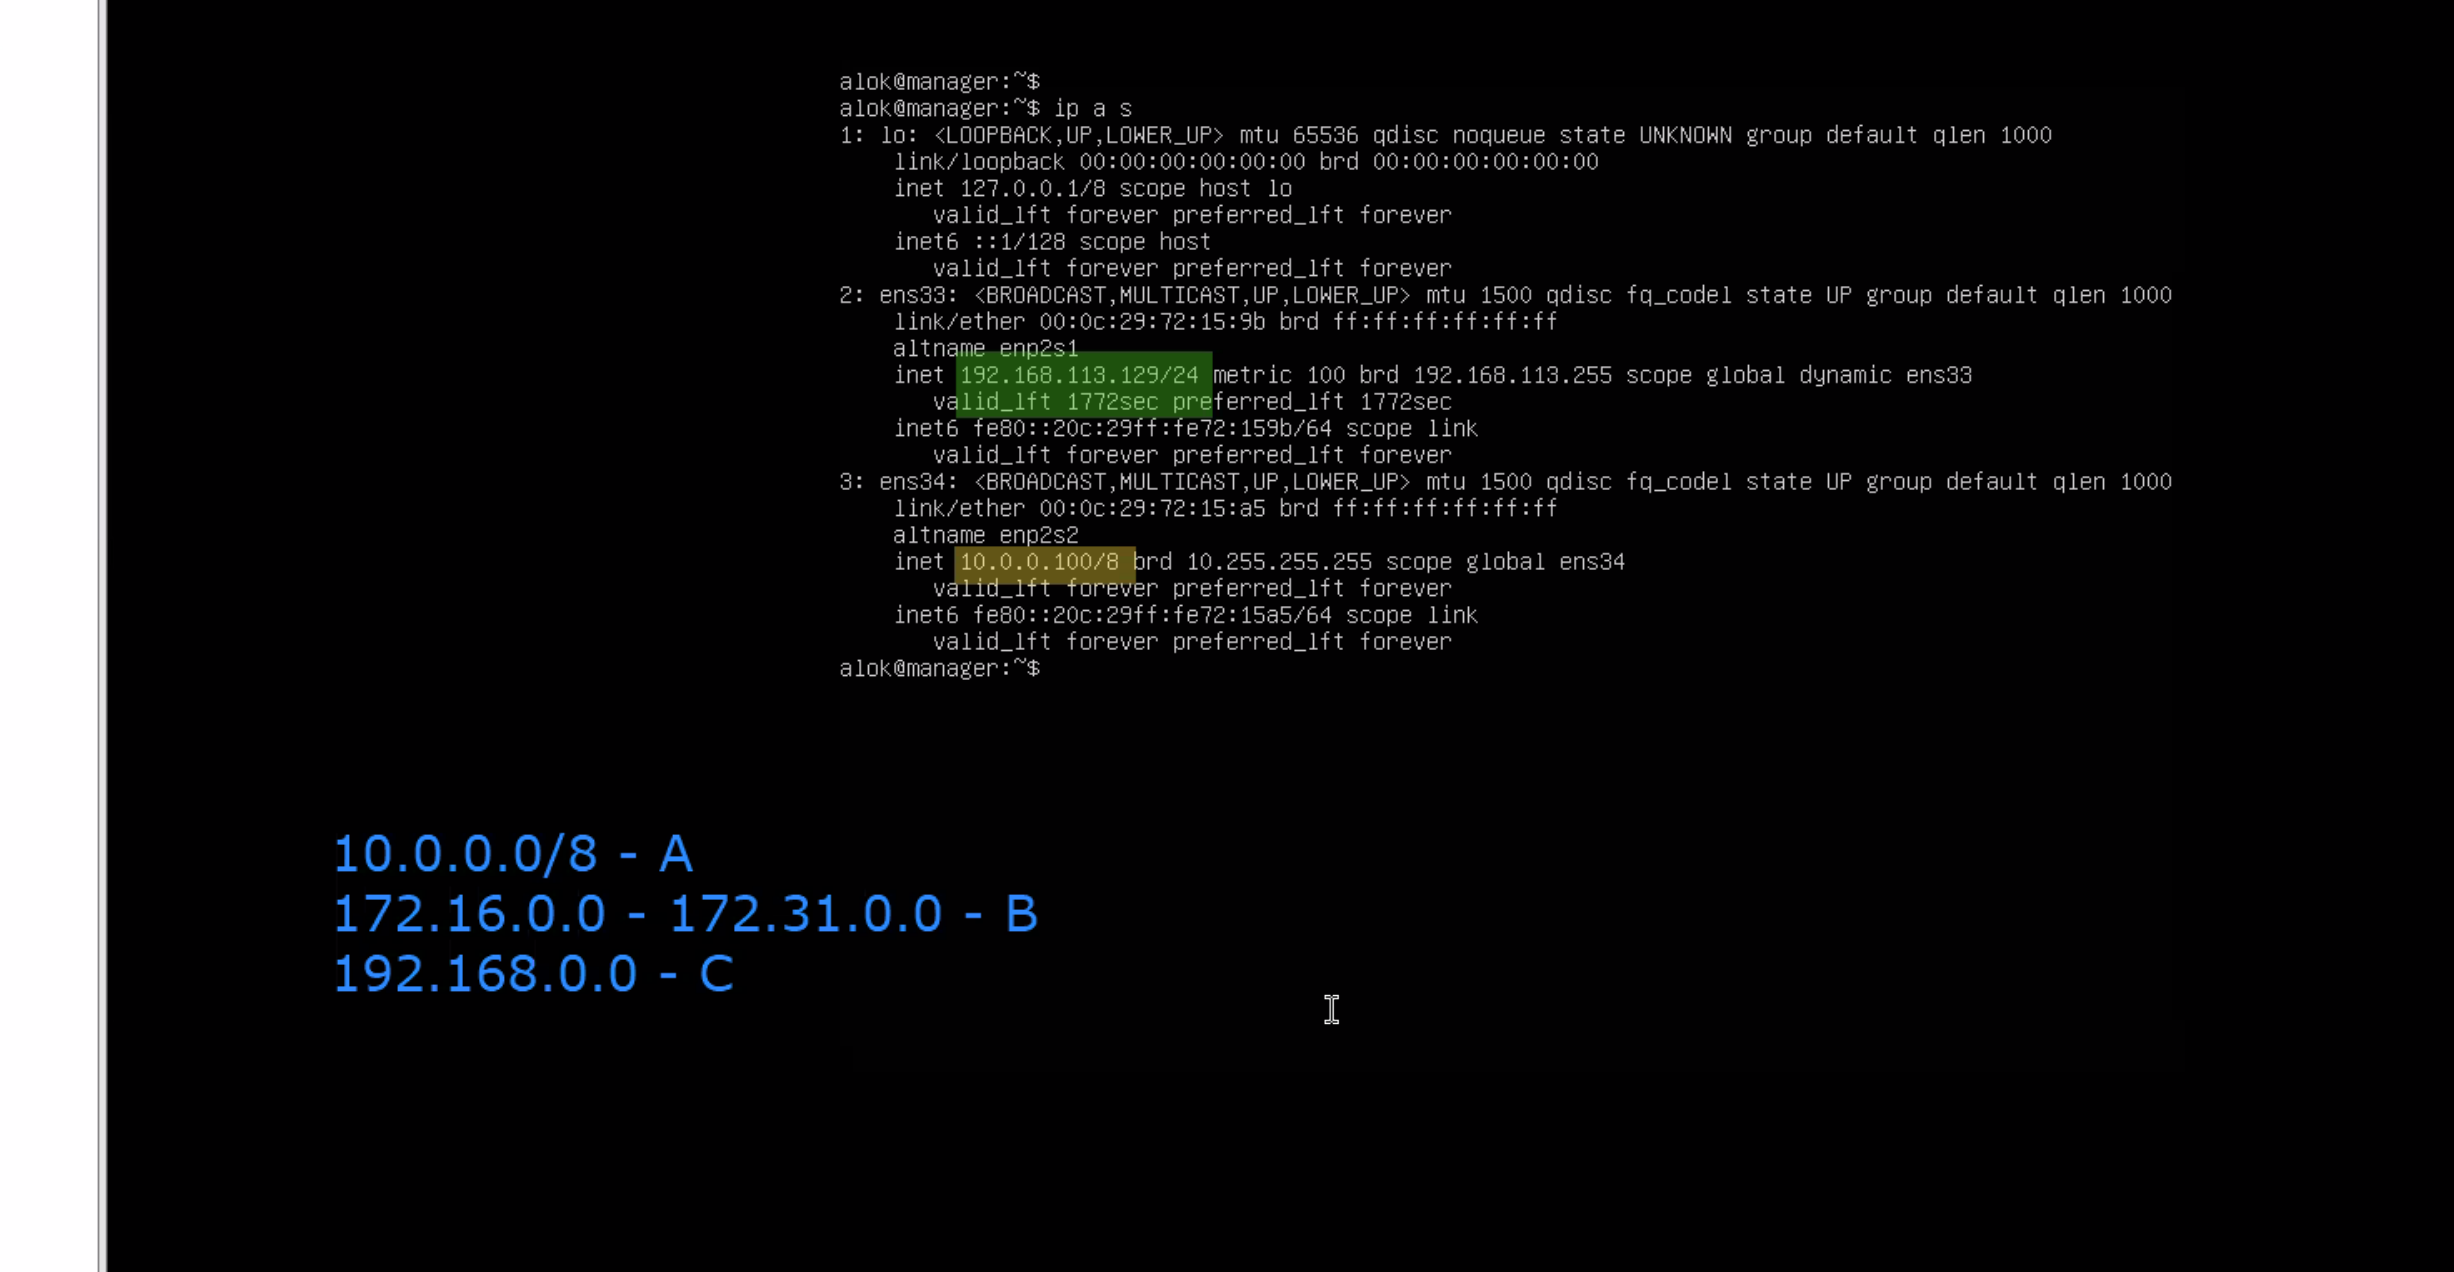 alok@manager:~$
alok@manager:~$ ip a s
1: lo: <LOOPBACK,UP,LOWER_UP> mtu 65536 qdisc noqueue state UNKNOWN group default qlen 1000
    link/loopback 00:00:00:00:00:00 brd 00:00:00:00:00:00
    inet 127.0.0.1/8 scope host lo
       valid_lft forever preferred_lft forever
    inet6 ::1/128 scope host
       valid_lft forever preferred_lft forever
2: ens33: <BROADCAST,MULTICAST,UP,LOWER_UP> mtu 1500 qdisc fq_codel state UP group default qlen 1000
    link/ether 00:0c:29:72:15:9b brd ff:ff:ff:ff:ff:ff
    altname enp2s1
    inet 192.168.113.129/24 metric 100 brd 192.168.113.255 scope global dynamic ens33
       valid_lft 1772sec preferred_lft 1772sec
    inet6 fe80::20c:29ff:fe72:159b/64 scope link
       valid_lft forever preferred_lft forever
3: ens34: <BROADCAST,MULTICAST,UP,LOWER_UP> mtu 1500 qdisc fq_codel state UP group default qlen 1000
    link/ether 00:0c:29:72:15:a5 brd ff:ff:ff:ff:ff:ff
    altname enp2s2
    inet 10.0.0.100/8 brd 10.255.255.255 scope global ens34
       valid_lft forever preferred_lft forever
    inet6 fe80::20c:29ff:fe72:15a5/64 scope link
       valid_lft forever preferred_lft forever
alok@manager:~$
10.0.0.0/8 - A
172.16.0.0 - 172.31.0.0 - B
192.168.0.0 - C